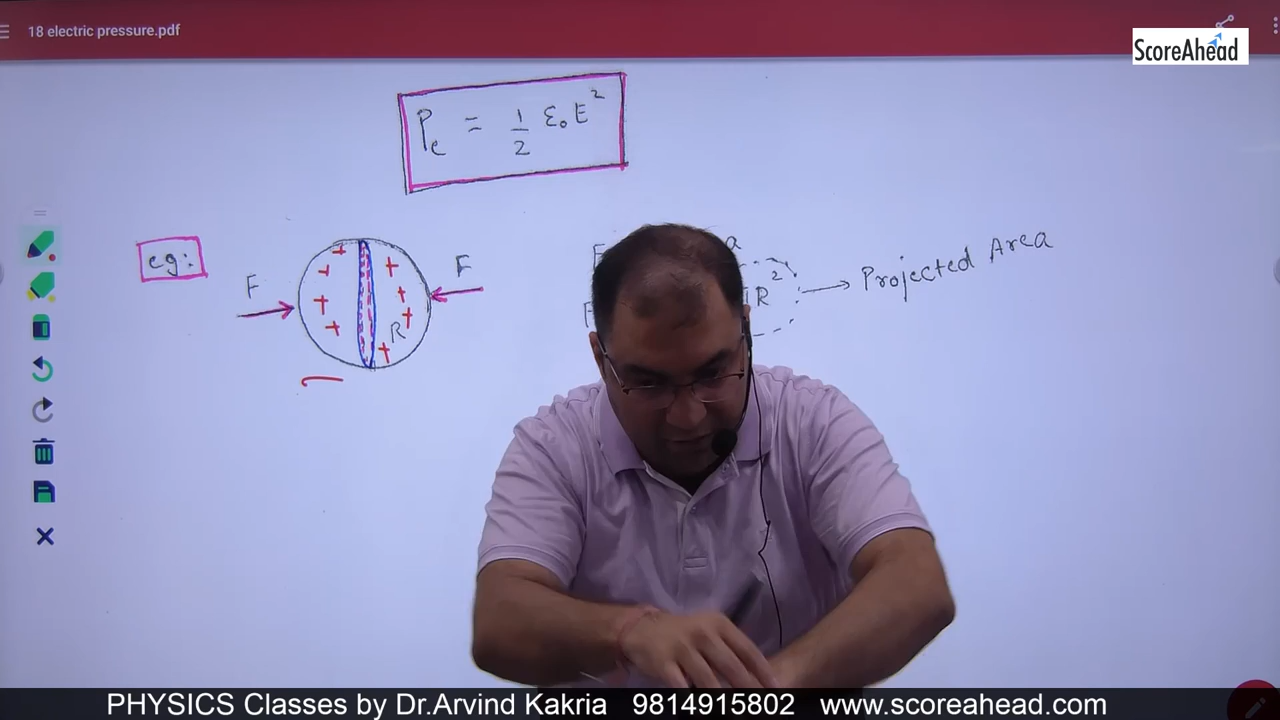 18 electric pressure.pdf
ScoreAhead
Pe = 1/2 ε₀E²
eg:
F
F
R
F
R² → Projected Area
PHYSICS Classes by Dr.Arvind Kakria 9814915802 www.scoreahead.com